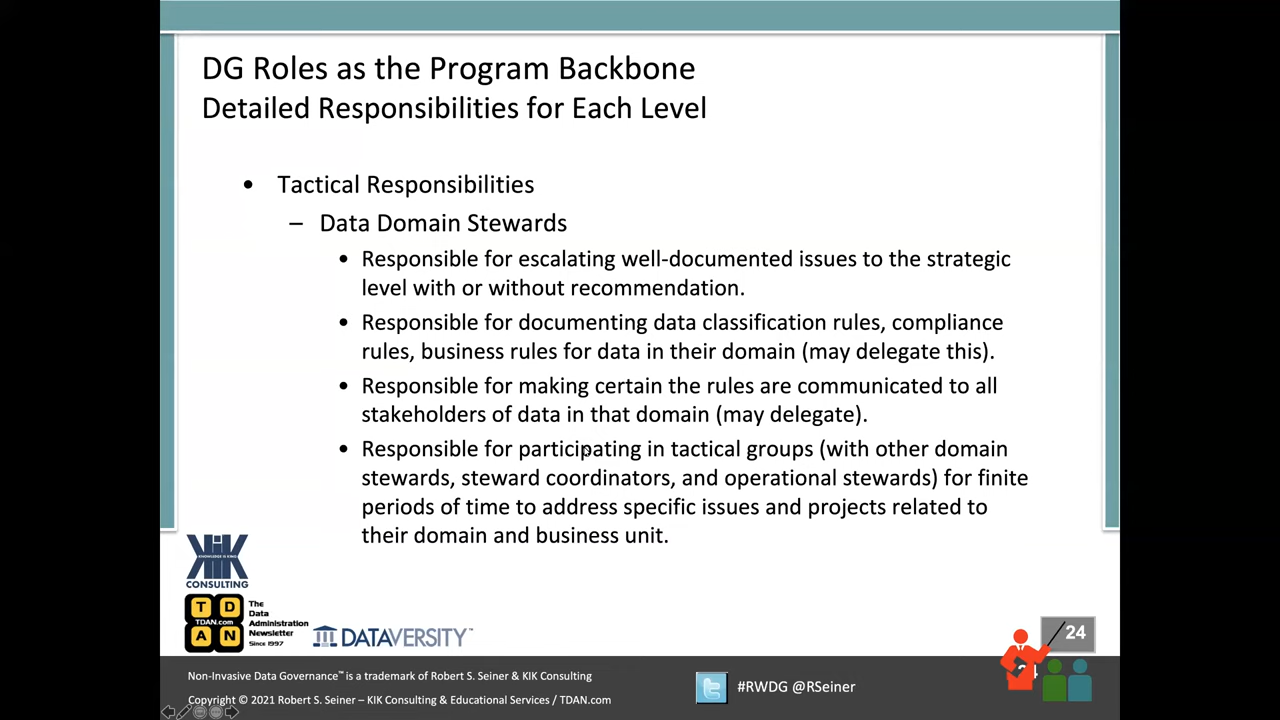 DG Roles as the Program Backbone
Detailed Responsibilities for Each Level
• Tactical Responsibilities
– Data Domain Stewards
• Responsible for escalating well-documented issues to the strategic
level with or without recommendation.
• Responsible for documenting data classification rules, compliance
rules, business rules for data in their domain (may delegate this).
• Responsible for making certain the rules are communicated to all
stakeholders of data in that domain (may delegate).
• Responsible for participating in tactical groups (with other domain
stewards, steward coordinators, and operational stewards) for finite
periods of time to address specific issues and projects related to
their domain and business unit.
KIK
KNOWLEDGE IS KING
CONSULTING
T D
TDAN.com
A N
The
Data
Administration
Newsletter
Since 1997
DATAVERSITY™
24
Non-Invasive Data Governance™ is a trademark of Robert S. Seiner & KIK Consulting
Copyright © 2021 Robert S. Seiner – KIK Consulting & Educational Services / TDAN.com
#RWDG @RSeiner